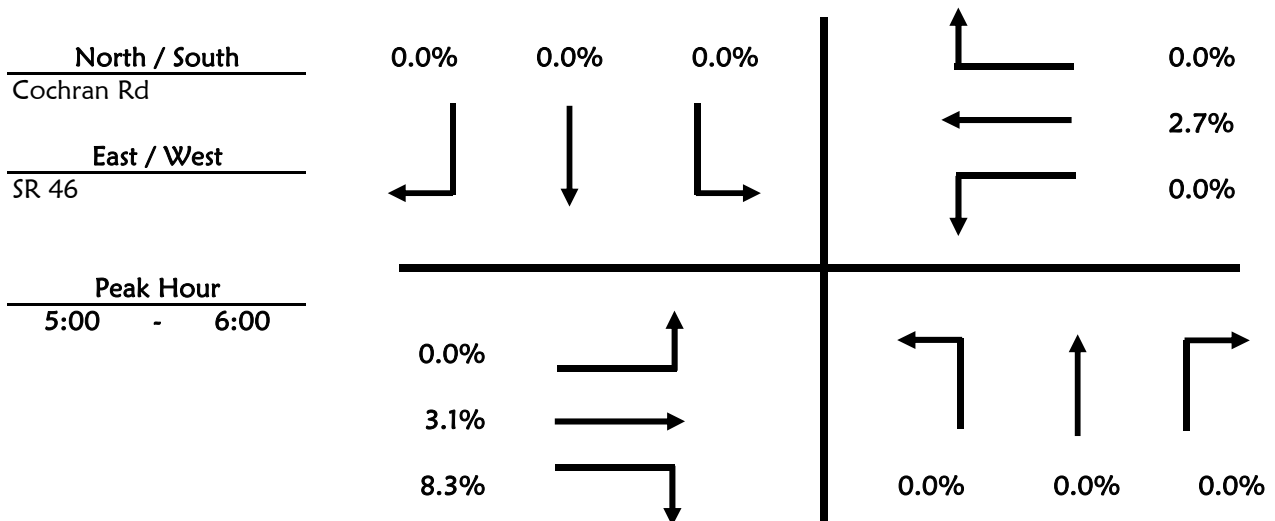 North / South
Cochran Rd
East / West
SR 46
Peak Hour
5:00 - 6:00
0.0% 0.0% 0.0%
0.0%
2.7%
0.0%
0.0%
3.1%
8.3%
0.0% 0.0% 0.0%